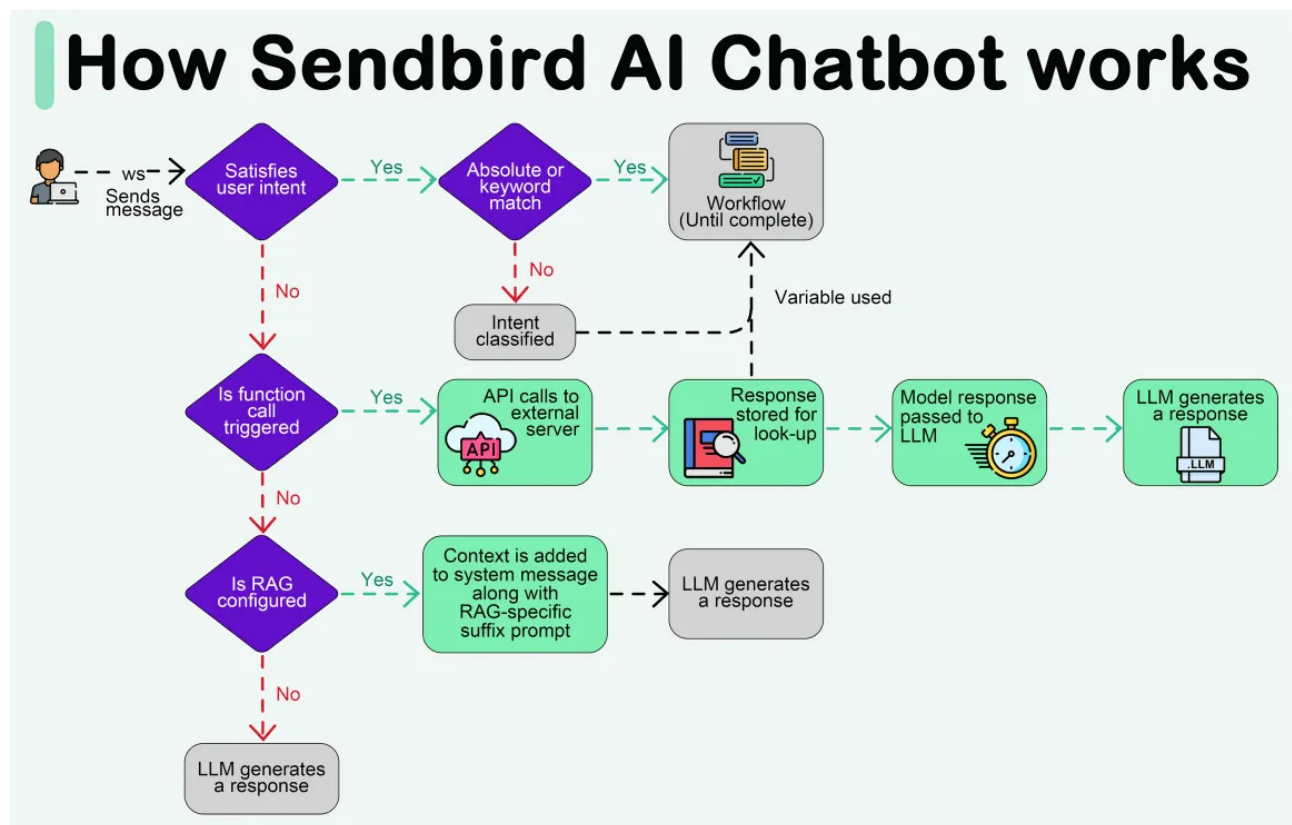 How Sendbird AI Chatbot works
ws
Sends
message
Satisfies
user intent
Yes
Absolute or
keyword
match
Yes
Workflow
(Until complete)
No
No
Intent
classified
Variable used
Is function
call
triggered
Yes
API calls to
external
server
API
Response
stored for
look-up
Model response
passed to
LLM
LLM generates
a response
.LLM
No
Is RAG
configured
Yes
Context is added
to system message
along with
RAG-specific
suffix prompt
LLM generates
a response
No
LLM generates
a response